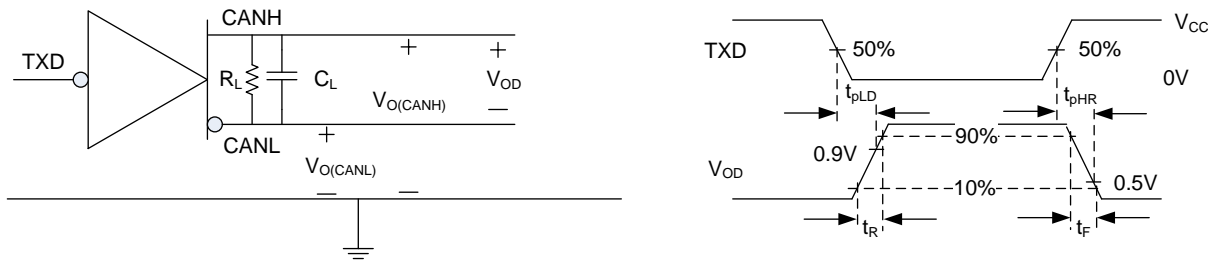 CANH
TXD
R_L
C_L
V_OD
V_O(CANH)
CANL
V_O(CANL)
TXD
50%
50%
V_CC
0V
t_pLD
t_pHR
90%
0.9V
V_OD
10%
0.5V
t_R
t_F